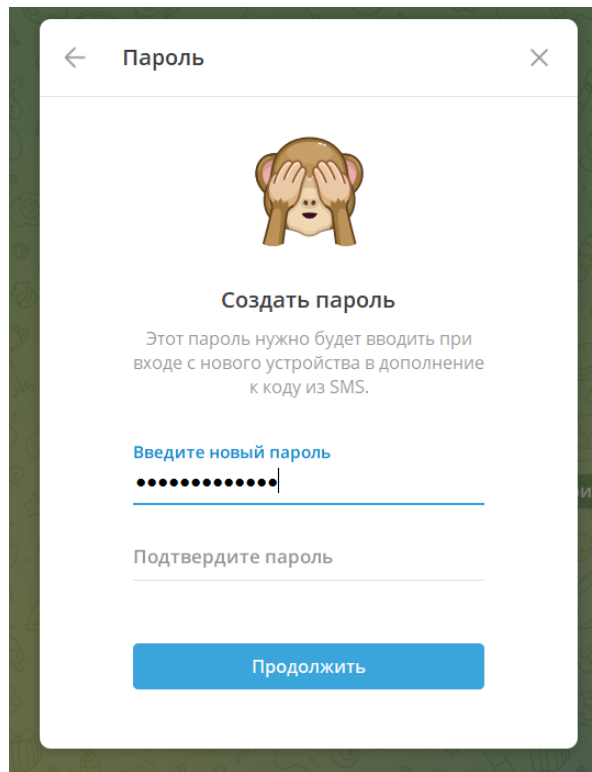 Пароль
Создать пароль
Этот пароль нужно будет вводить при
входе с нового устройства в дополнение
к коду из SMS.
Введите новый пароль
•••••••••••••
Подтвердите пароль
Продолжить